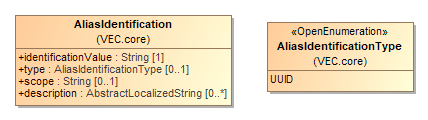 AliasIdentification
(VEC.core)
+identificationValue : String [1]
+type : AliasIdentificationType [0..1]
+scope : String [0..1]
+description : AbstractLocalizedString [0..*]
«OpenEnumeration»
AliasIdentificationType
(VEC.core)
UUID